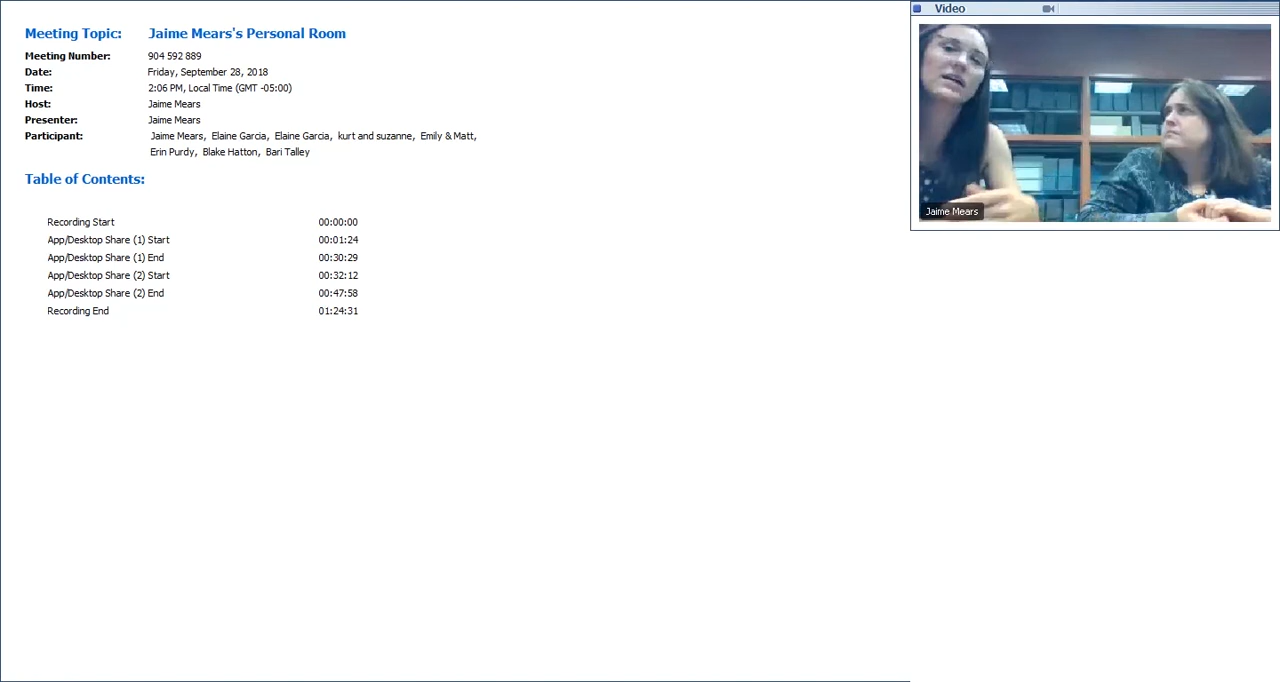 Meeting Topic: Jaime Mears's Personal Room
Meeting Number: 904 592 889
Date: Friday, September 28, 2018
Time: 2:06 PM, Local Time (GMT -05:00)
Host: Jaime Mears
Presenter: Jaime Mears
Participant: Jaime Mears, Elaine Garcia, Elaine Garcia, kurt and suzanne, Emily & Matt,
Erin Purdy, Blake Hatton, Bari Talley
Table of Contents:
Recording Start 00:00:00
App/Desktop Share (1) Start 00:01:24
App/Desktop Share (1) End 00:30:29
App/Desktop Share (2) Start 00:32:12
App/Desktop Share (2) End 00:47:58
Recording End 01:24:31
Video
Jaime Mears